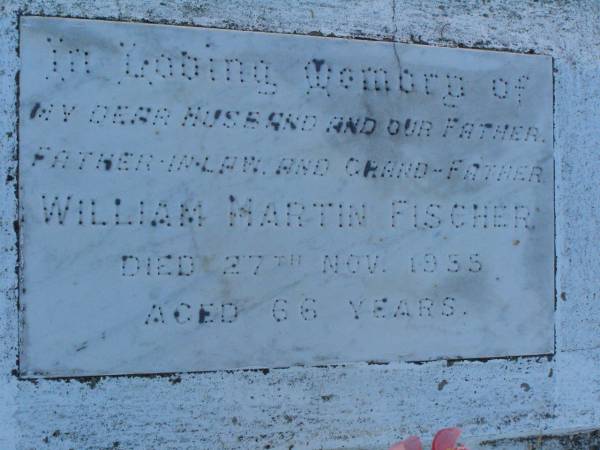 In Loving Memory of
MY DEAR HUSBAND AND OUR FATHER,
FATHER-IN-LAW, AND GRAND-FATHER
WILLIAM MARTIN FISCHER
DIED 27TH NOV. 1955
AGED 66 YEARS.